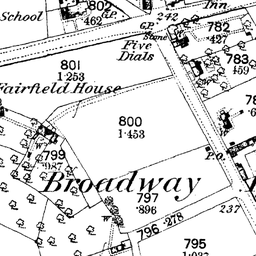 802
.462
G.P.
School
242
Inn
782
.427
G.P.
Stone
Five
Dials
801
1.253
783
.459
Fairfield House
800
1.453
799
.987
P.O.
Broadway
W
797
.896
237
W
796 .278
795